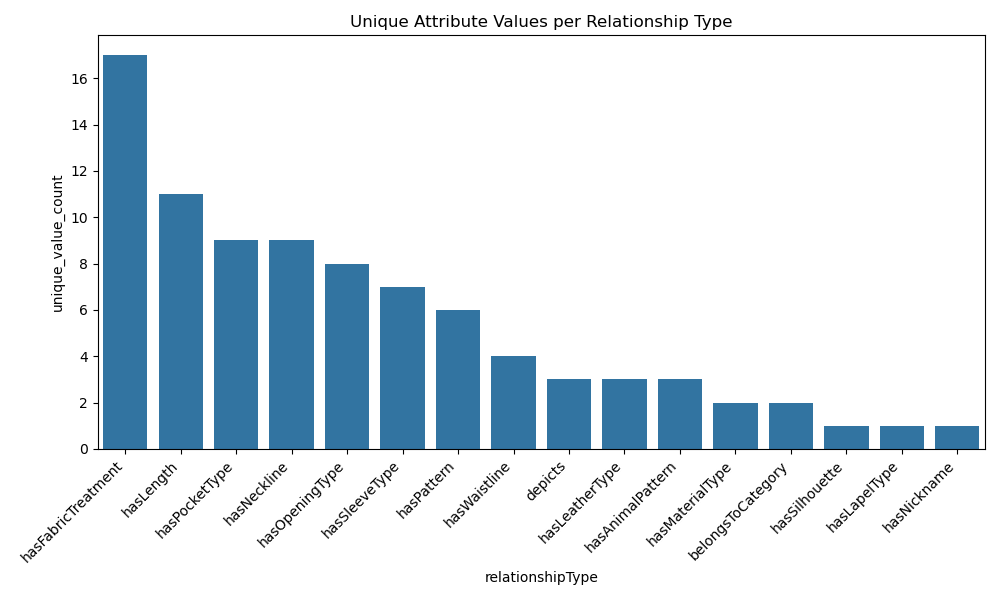 Unique Attribute Values per Relationship Type
unique_value_count
16
14
12
10
8
6
4
2
0
hasFabricTreatment
hasLength
hasPocketType
hasNeckline
hasOpeningType
hasSleeveType
hasPattern
hasWaistline
depicts
hasLeatherType
hasAnimalPattern
hasMaterialType
belongsToCategory
hasSilhouette
hasLapelType
hasNickname
relationshipType